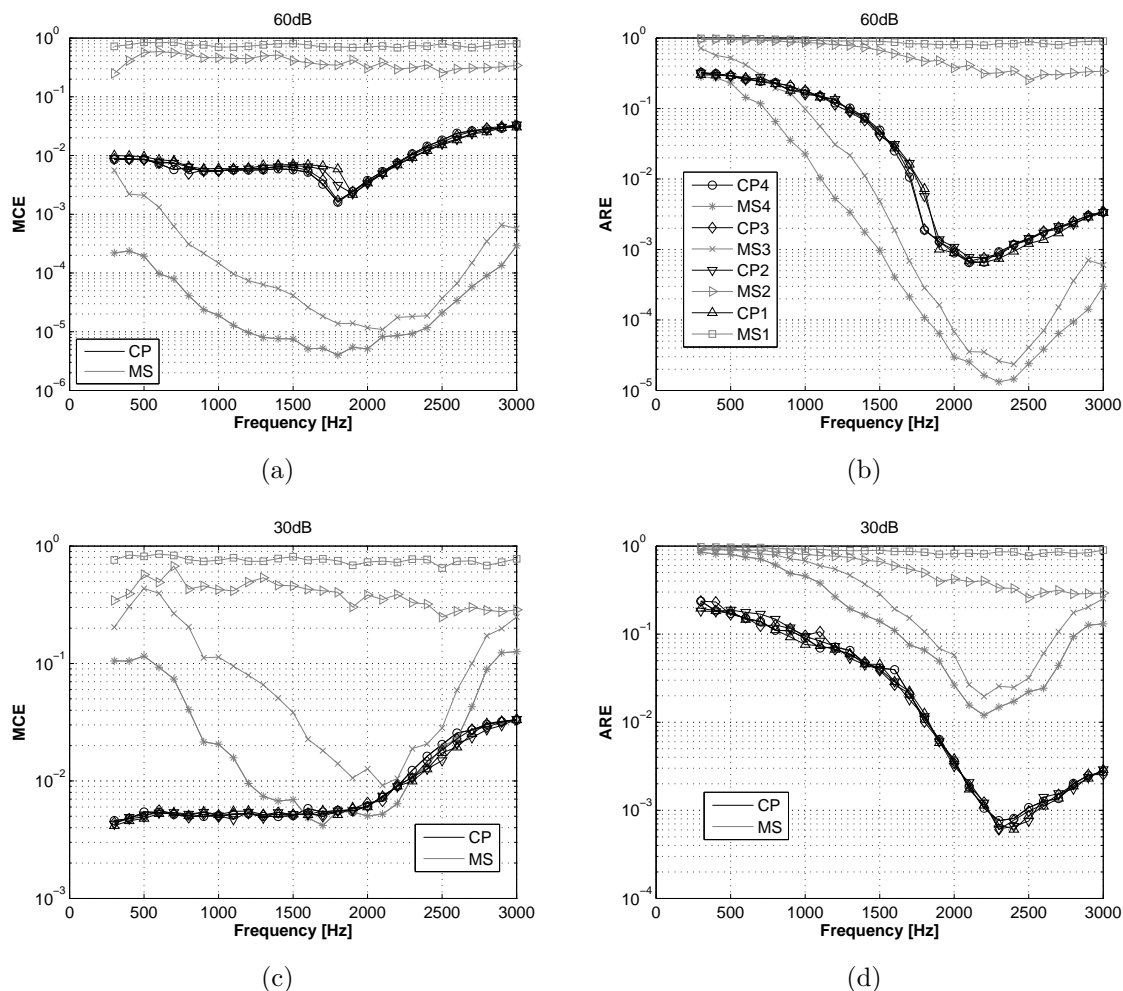 60dB
MCE
10^0
10^-1
10^-2
10^-3
10^-4
10^-5
10^-6
CP
MS
0 500 1000 1500 2000 2500 3000
Frequency [Hz]
(a)
60dB
ARE
10^0
10^-1
10^-2
10^-3
10^-4
10^-5
CP4
MS4
CP3
MS3
CP2
MS2
CP1
MS1
0 500 1000 1500 2000 2500 3000
Frequency [Hz]
(b)
30dB
MCE
10^0
10^-1
10^-2
10^-3
CP
MS
0 500 1000 1500 2000 2500 3000
Frequency [Hz]
(c)
30dB
ARE
10^0
10^-1
10^-2
10^-3
10^-4
CP
MS
0 500 1000 1500 2000 2500 3000
Frequency [Hz]
(d)